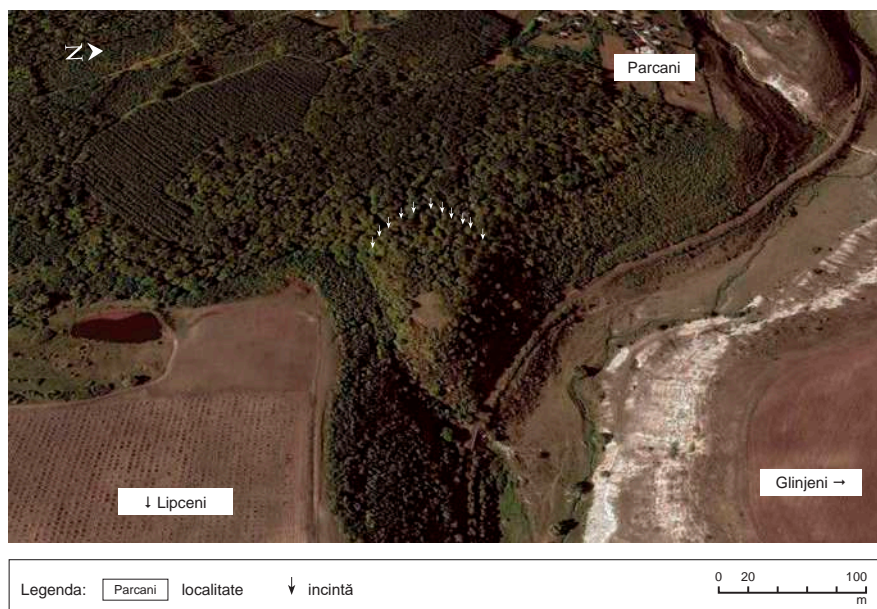 N
Parcani
↓ Lipceni
Glinjeni →
Legenda: Parcani localitate ↓ incintă
0 20 100
m